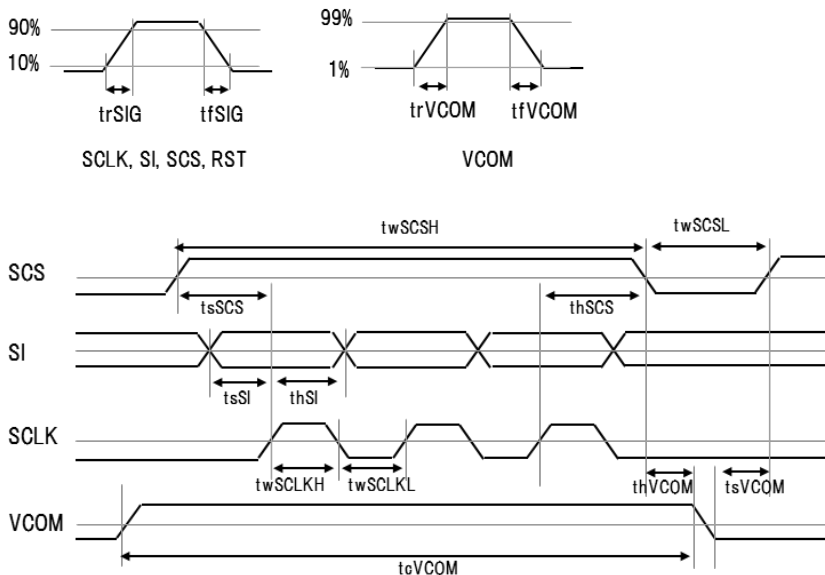 90%
10%
trSIG tfSIG
SCLK, SI, SCS, RST
99%
1%
trVCOM tfVCOM
VCOM
twSCSH twSCSL
SCS
tsSCS thSCS
SI
tsSI thSI
SCLK
twSCLKH twSCLKL thVCOM tsVCOM
VCOM
tcVCOM